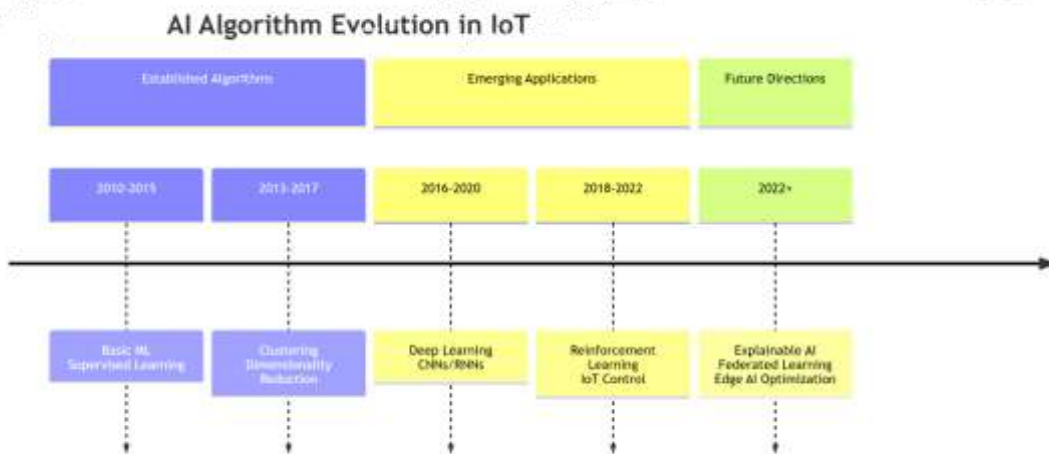 AI Algorithm Evolution in IoT
Established Algorithms
Emerging Applications
Future Directions
2010-2015
2013-2017
2016-2020
2018-2022
2022+
Basic ML
Supervised Learning
Clustering
Dimensionality
Reduction
Deep Learning
CNNs/RNNs
Reinforcement
Learning
IoT Control
Explainable AI
Federated Learning
Edge AI Optimization